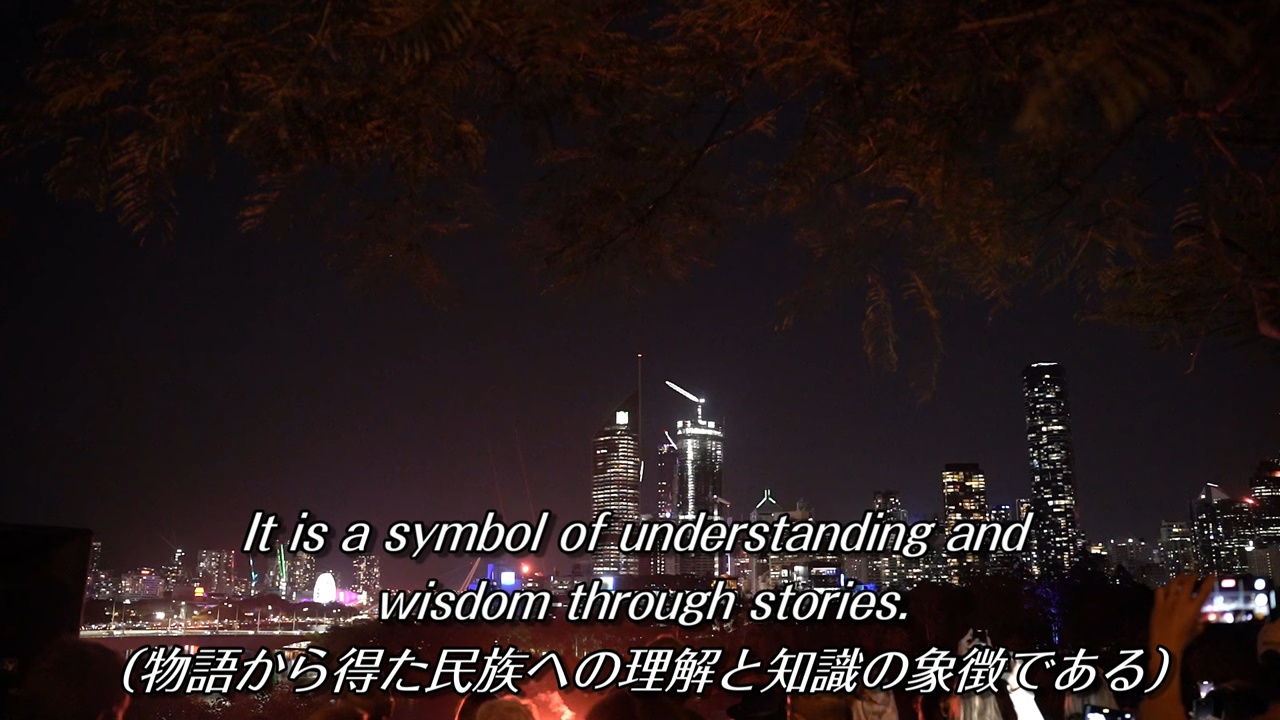 It is a symbol of understanding and
wisdom through stories.
(物語から得た民族への理解と知識の象徴である)